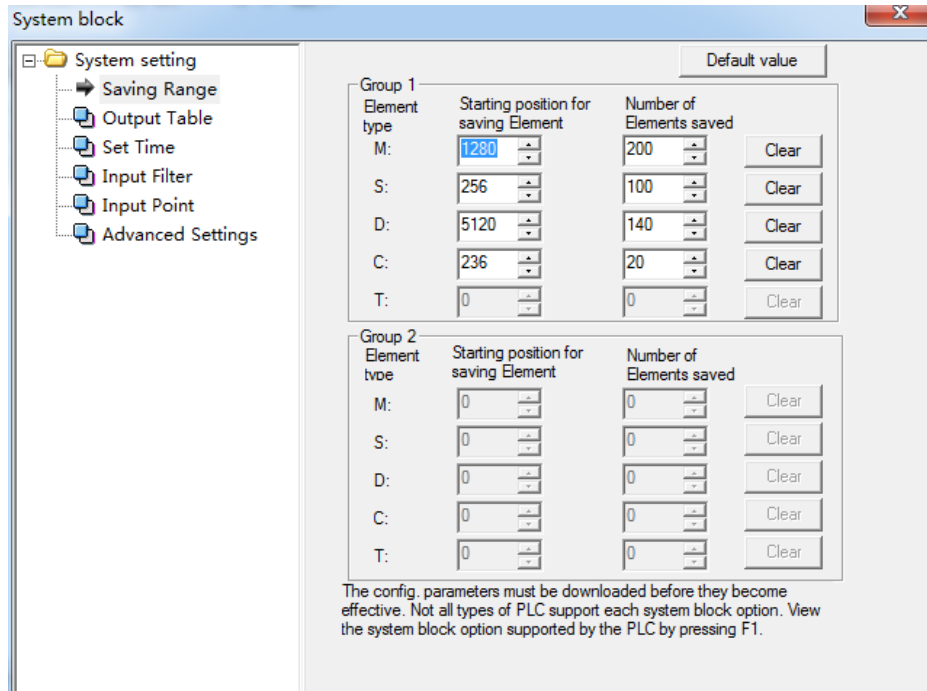 System block
X
System setting
Saving Range
Output Table
Set Time
Input Filter
Input Point
Advanced Settings
Default value
Group 1
Element type
Starting position for saving Element
Number of Elements saved
M: 1280 200 Clear
S: 256 100 Clear
D: 5120 140 Clear
C: 236 20 Clear
T: 0 0 Clear
Group 2
Element type
Starting position for saving Element
Number of Elements saved
M: 0 0 Clear
S: 0 0 Clear
D: 0 0 Clear
C: 0 0 Clear
T: 0 0 Clear
The config. parameters must be downloaded before they become
effective. Not all types of PLC support each system block option. View
the system block option supported by the PLC by pressing F1.